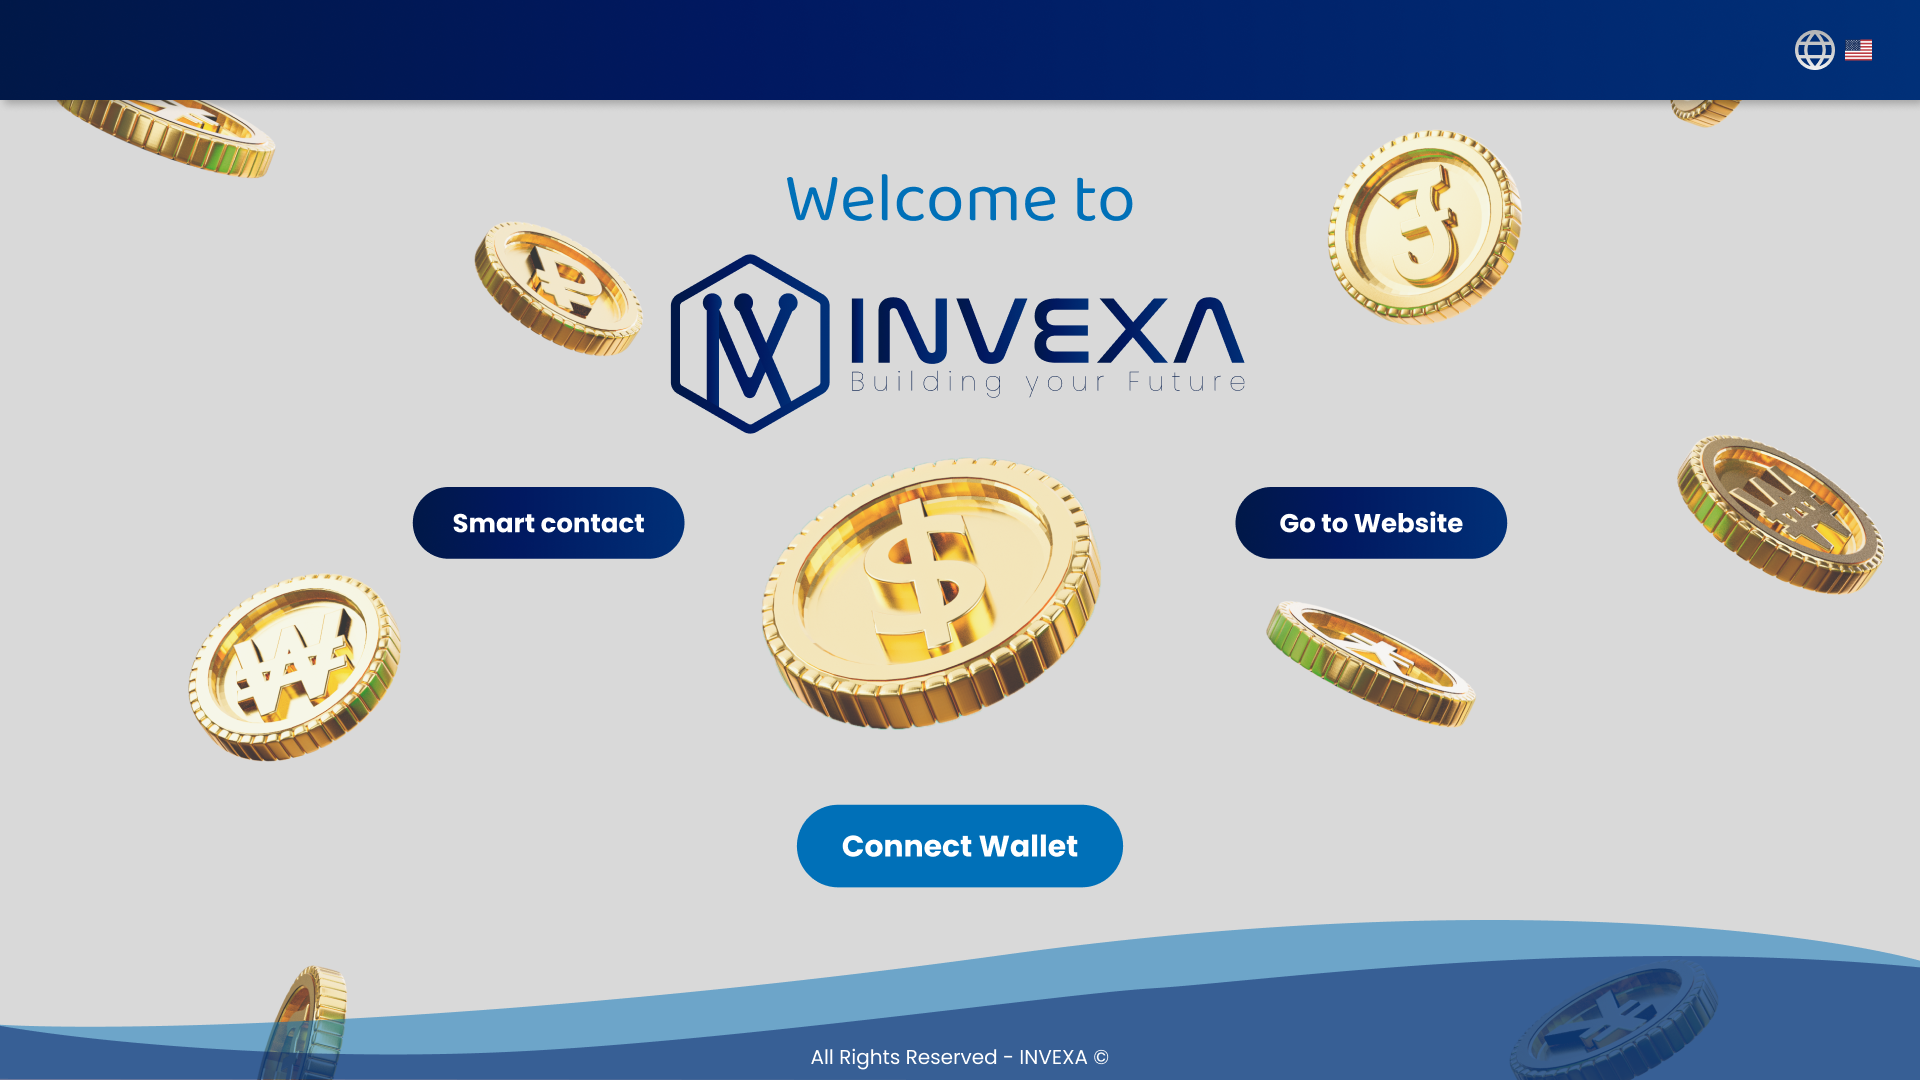 Welcome to
INVEXA
Building your Future
Smart contact
Go to Website
Connect Wallet
All Rights Reserved - INVEXA ©